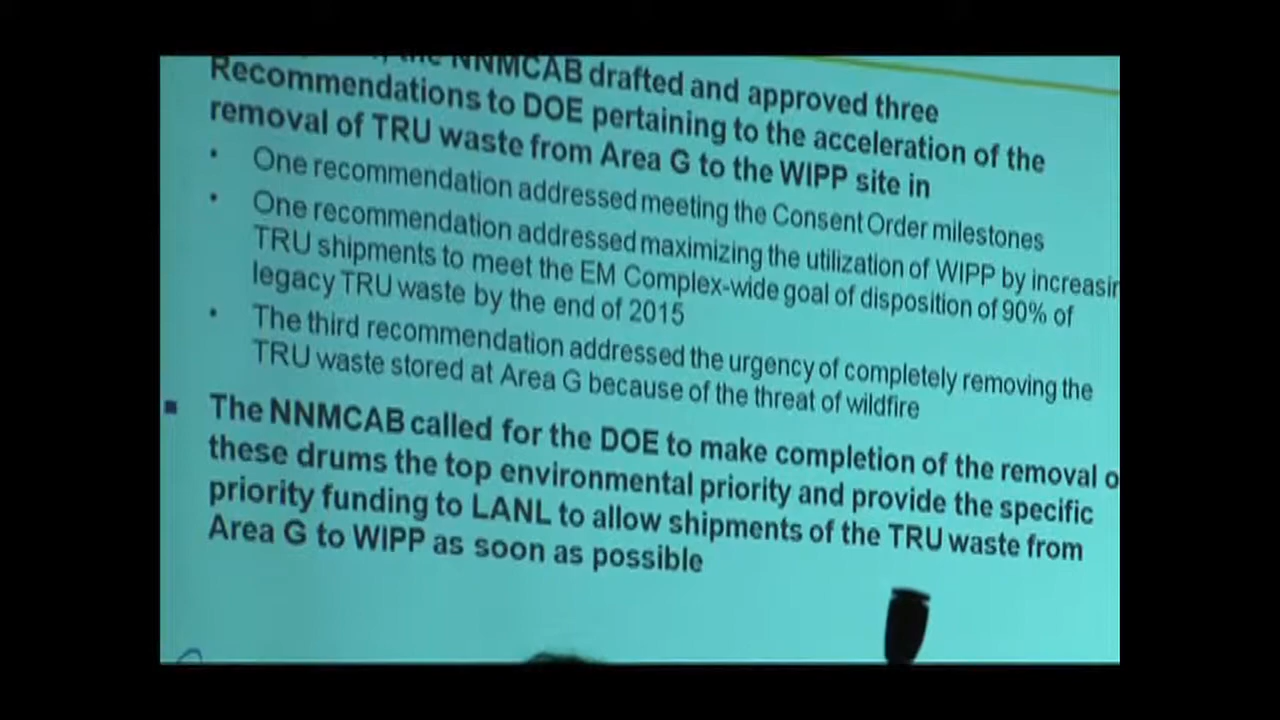 the NNMCAB drafted and approved three
Recommendations to DOE pertaining to the acceleration of the
removal of TRU waste from Area G to the WIPP site in
• One recommendation addressed meeting the Consent Order milestones
• One recommendation addressed maximizing the utilization of WIPP by increasin
TRU shipments to meet the EM Complex-wide goal of disposition of 90% of
legacy TRU waste by the end of 2015
• The third recommendation addressed the urgency of completely removing the
TRU waste stored at Area G because of the threat of wildfire
■ The NNMCAB called for the DOE to make completion of the removal o
these drums the top environmental priority and provide the specific
priority funding to LANL to allow shipments of the TRU waste from
Area G to WIPP as soon as possible